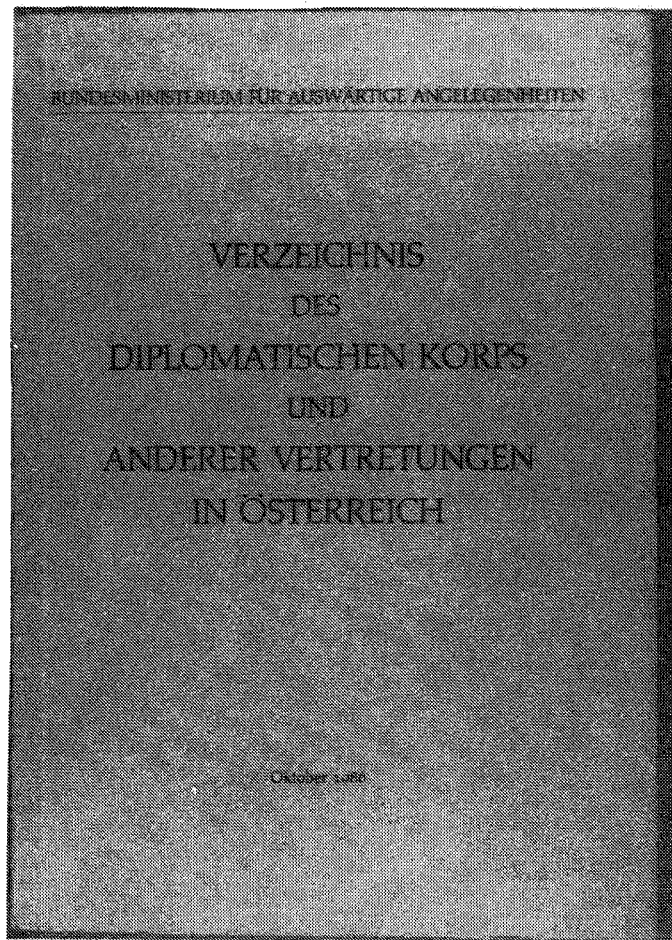 BUNDESMINISTERIUM FÜR AUSWÄRTIGE ANGELEGENHEITEN
VERZEICHNIS
DES
DIPLOMATISCHEN KORPS
UND
ANDERER VERTRETUNGEN
IN ÖSTERREICH
Oktober